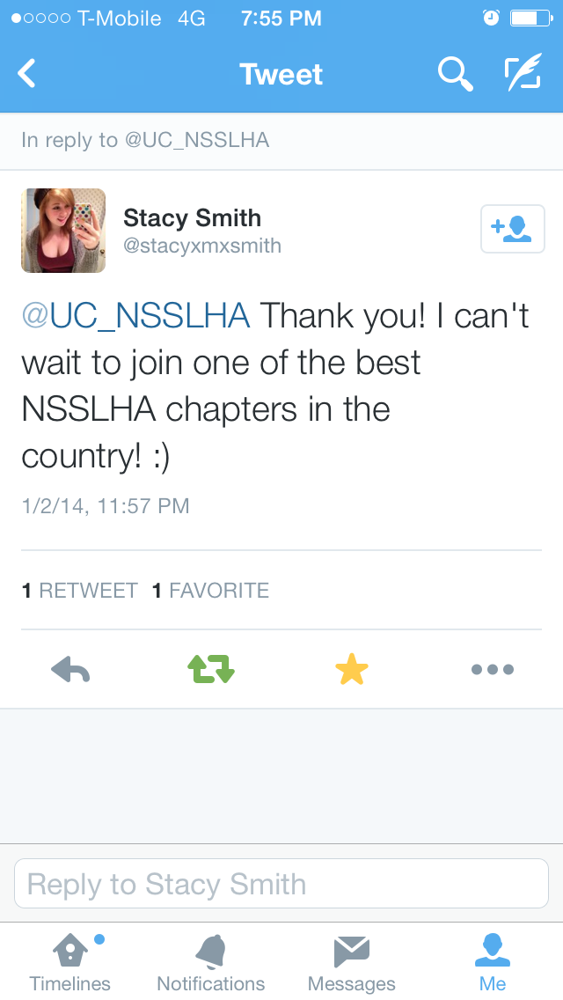 T-Mobile 4G 7:55 PM
Tweet
In reply to @UC_NSSLHA
Stacy Smith
@stacyxmxsmith
@UC_NSSLHA Thank you! I can't
wait to join one of the best
NSSLHA chapters in the
country! :)
1/2/14, 11:57 PM
1 RETWEET 1 FAVORITE
Reply to Stacy Smith
Timelines Notifications Messages Me